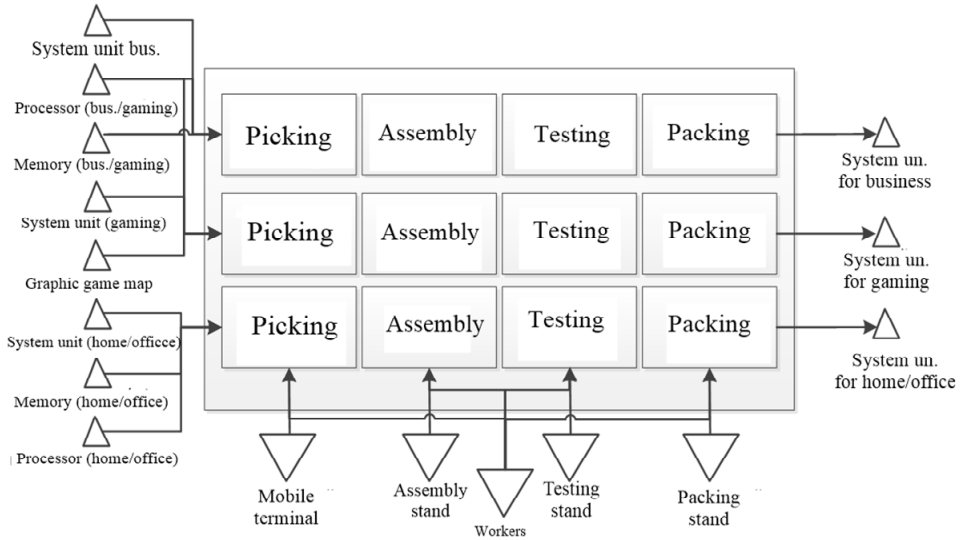 System unit bus.
Processor (bus./gaming)
Memory (bus./gaming)
System unit (gaming)
Graphic game map
System unit (home/officce)
Memory (home/office)
Processor (home/office)
Picking Assembly Testing Packing
Picking Assembly Testing Packing
Picking Assembly Testing Packing
System un.
for business
System un.
for gaming
System un.
for home/office
Mobile
terminal
Assembly
stand
Workers
Testing
stand
Packing
stand